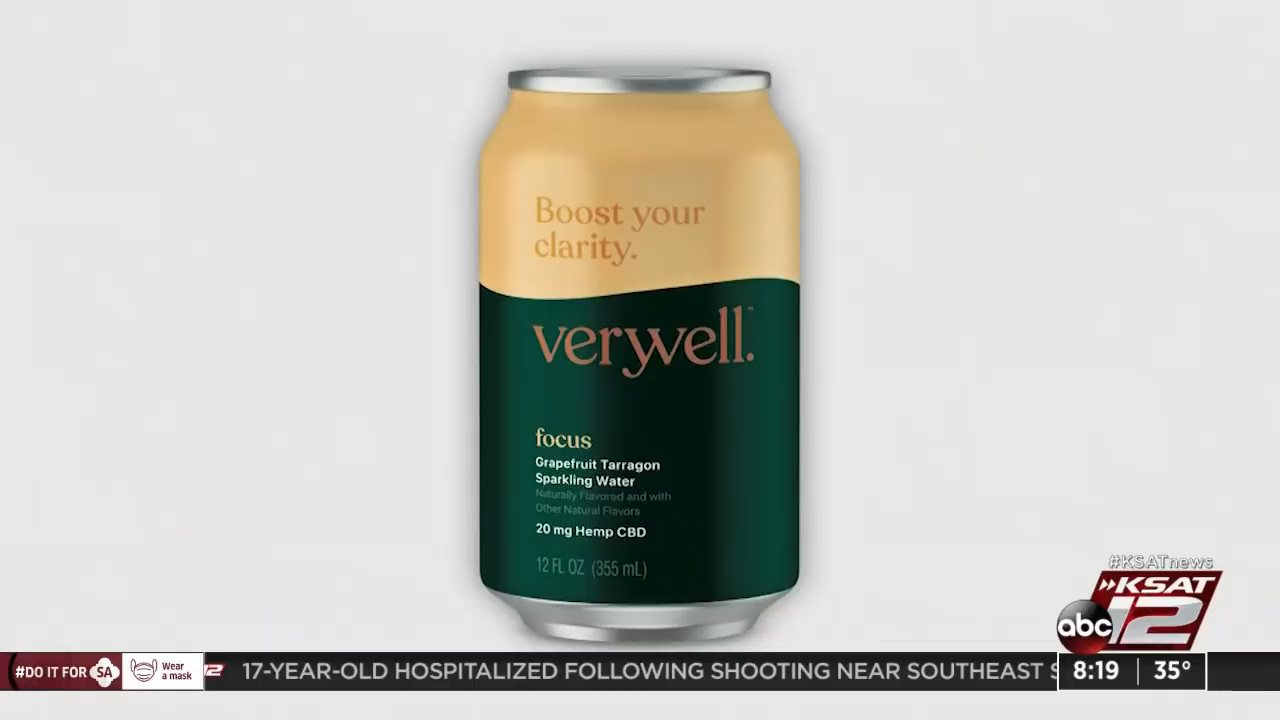 Boost your
clarity.
verywell.™
focus
Grapefruit Tarragon
Sparkling Water
Naturally Flavored and with
Other Natural Flavors
20 mg Hemp CBD
12 FL OZ (355 mL)
#KSATnews
KSAT
abc 12
#DO IT FOR SA
Wear
a mask
12
17-YEAR-OLD HOSPITALIZED FOLLOWING SHOOTING NEAR SOUTHEAST S
8:19 35°